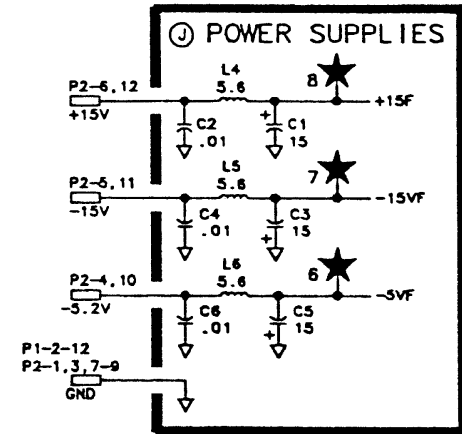 J POWER SUPPLIES
P2-6,12
+15V
L4
5.6
8
+15F
C2
.01
+
C1
15
P2-5,11
-15V
L5
5.6
7
-15VF
C4
.01
C3
+
15
P2-4,10
-5.2V
L6
5.6
6
-5VF
C6
.01
C5
+
15
P1-2-12
P2-1,3,7-9
GND